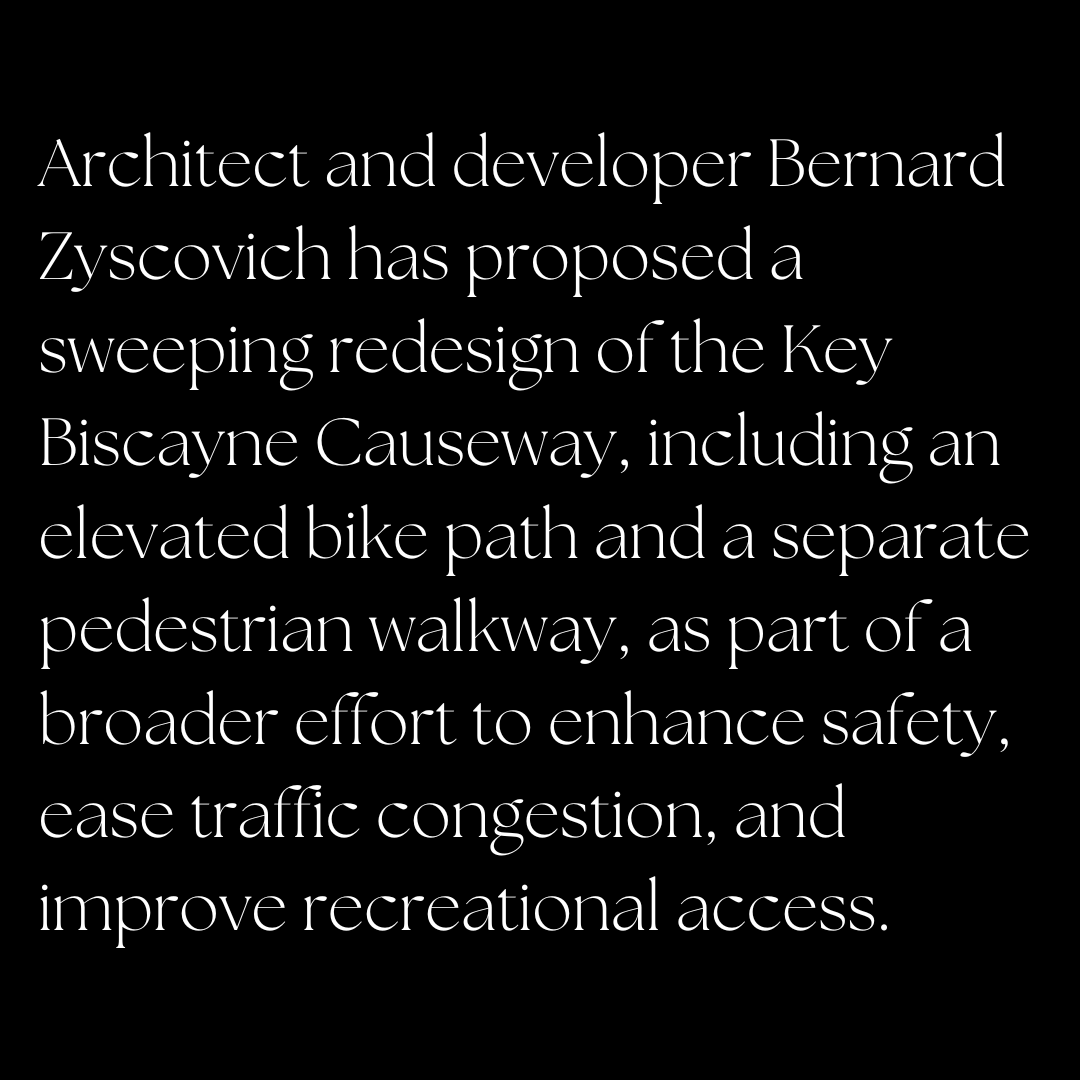 Architect and developer Bernard
Zyscovich has proposed a
sweeping redesign of the Key
Biscayne Causeway, including an
elevated bike path and a separate
pedestrian walkway, as part of a
broader effort to enhance safety,
ease traffic congestion, and
improve recreational access.